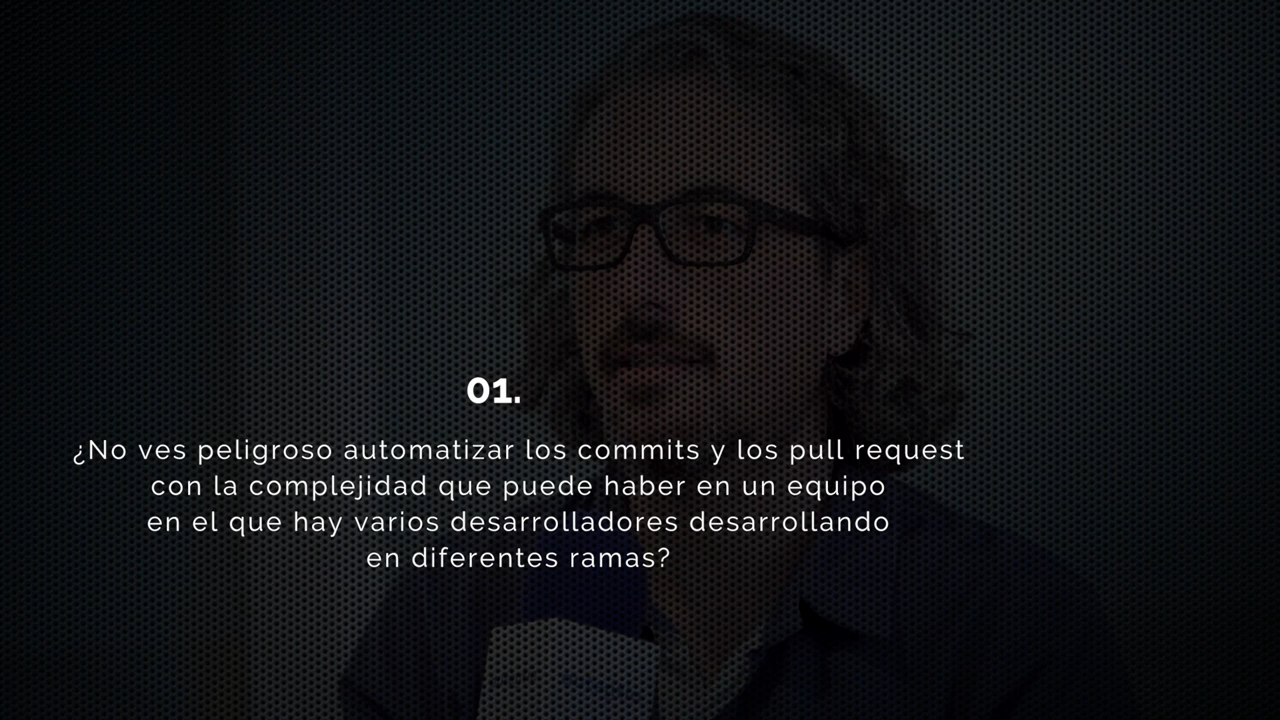 01.
¿No ves peligroso automatizar los commits y los pull request
con la complejidad que puede haber en un equipo
en el que hay varios desarrolladores desarrollando
en diferentes ramas?